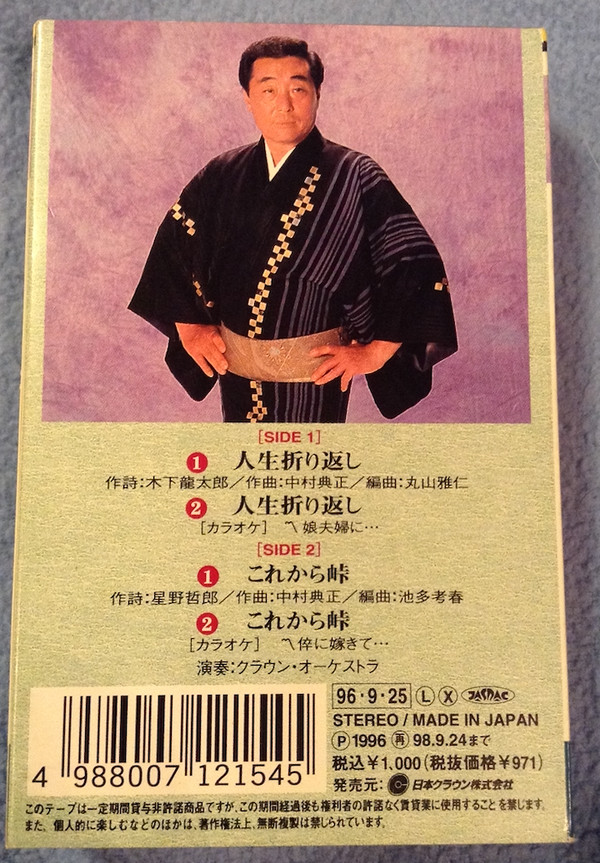 [SIDE 1]
1 人生折り返し
作詩:木下龍太郎/作曲:中村典正/編曲:丸山雅仁
2 人生折り返し
[カラオケ] 〽娘夫婦に…
[SIDE 2]
1 これから峠
作詩:星野哲郎/作曲:中村典正/編曲:池多孝春
2 これから峠
[カラオケ] 〽倅に嫁きて…
演奏:クラウン・オーケストラ
96・9・25 L X JASRAC
STEREO / MADE IN JAPAN
Ⓟ1996 再 98.9.24まで
税込¥1,000(税抜価格¥971)
発売元: 日本クラウン株式会社
4 988007 121545
このテープは一定期間貸与非許諾商品ですが、この期間経過後も権利者の許諾なく賃貸業に使用することを禁じます。
また、個人的に楽しむなどのほかは、著作権法上、無断複製は禁じられています。